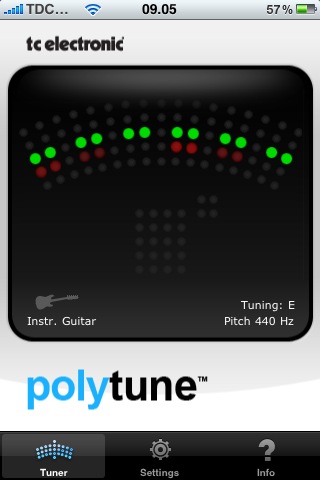 TDC... 09.05 57%
tc electronic
Tuning: E
Instr. Guitar Pitch 440 Hz
polytune™
Tuner Settings Info